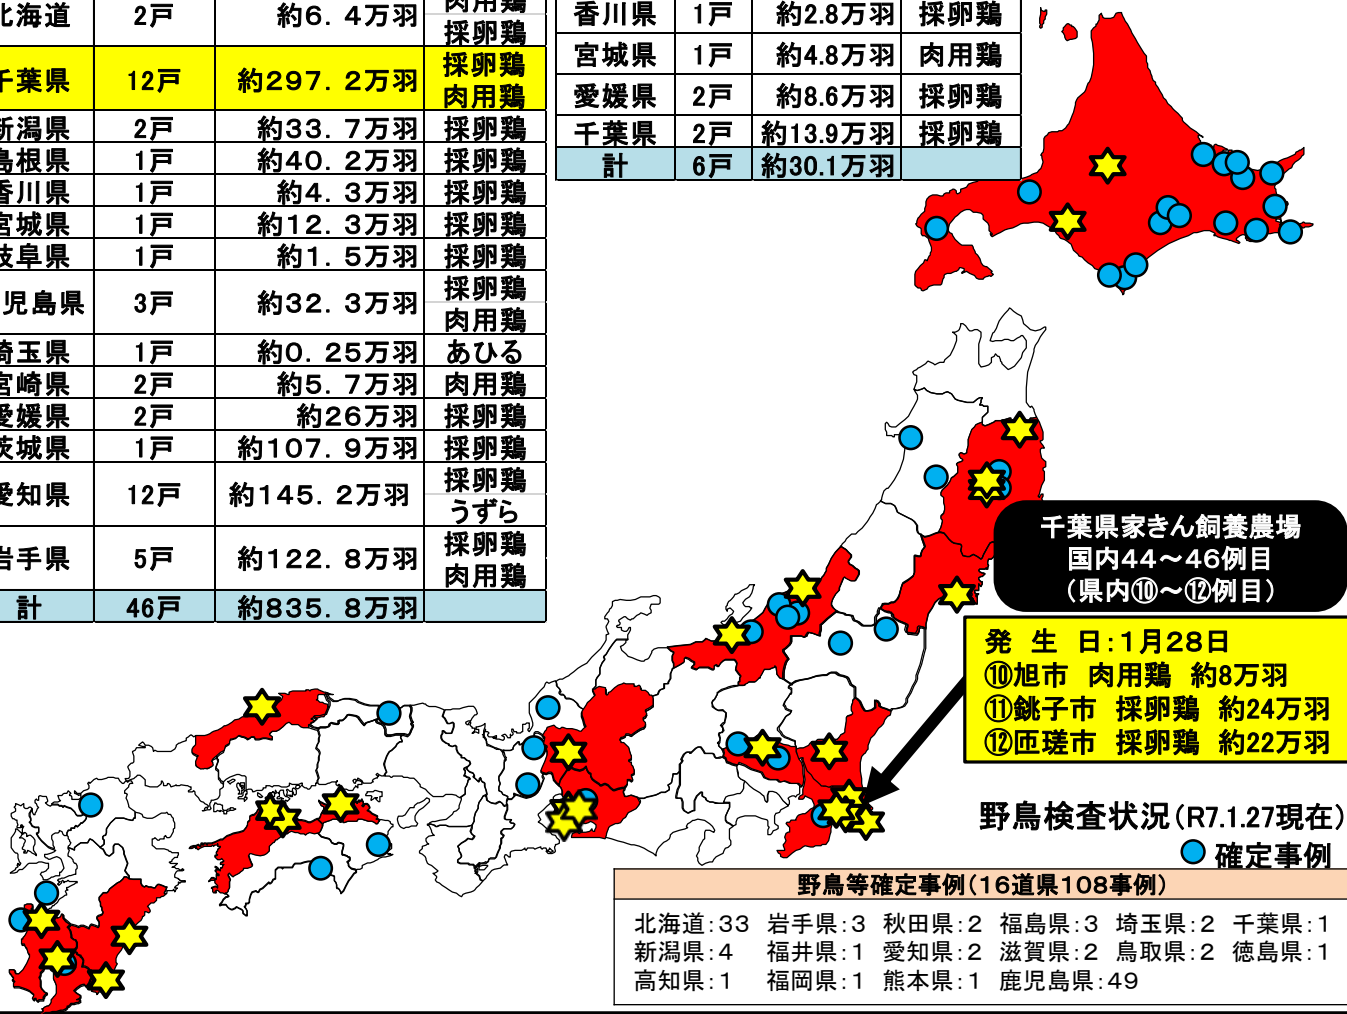 海道 2戸 約6.4万羽 肉用鶏
採卵鶏
千葉県 12戸 約297.2万羽 採卵鶏
肉用鶏
新潟県 2戸 約33.7万羽 採卵鶏
島根県 1戸 約40.2万羽 採卵鶏
香川県 1戸 約4.3万羽 採卵鶏
宮城県 1戸 約12.3万羽 採卵鶏
岐阜県 1戸 約1.5万羽 採卵鶏
児島県 3戸 約32.3万羽 採卵鶏
肉用鶏
埼玉県 1戸 約0.25万羽 あひる
宮崎県 2戸 約5.7万羽 肉用鶏
愛媛県 2戸 約26万羽 採卵鶏
茨城県 1戸 約107.9万羽 採卵鶏
愛知県 12戸 約145.2万羽 採卵鶏
うずら
岩手県 5戸 約122.8万羽 採卵鶏
肉用鶏
計 46戸 約835.8万羽
香川県 1戸 約2.8万羽 採卵鶏
宮城県 1戸 約4.8万羽 肉用鶏
愛媛県 2戸 約8.6万羽 採卵鶏
千葉県 2戸 約13.9万羽 採卵鶏
計 6戸 約30.1万羽
千葉県家きん飼養農場
国内44~46例目
(県内⑩~⑫例目)
発 生 日:1月28日
⑩旭市 肉用鶏 約8万羽
⑪銚子市 採卵鶏 約24万羽
⑫匝瑳市 採卵鶏 約22万羽
野鳥検査状況(R7.1.27現在)
確定事例
野鳥等確定事例(16道県108事例)
北海道:33 岩手県:3 秋田県:2 福島県:3 埼玉県:2 千葉県:1
新潟県:4 福井県:1 愛知県:2 滋賀県:2 鳥取県:2 徳島県:1
高知県:1 福岡県:1 熊本県:1 鹿児島県:49